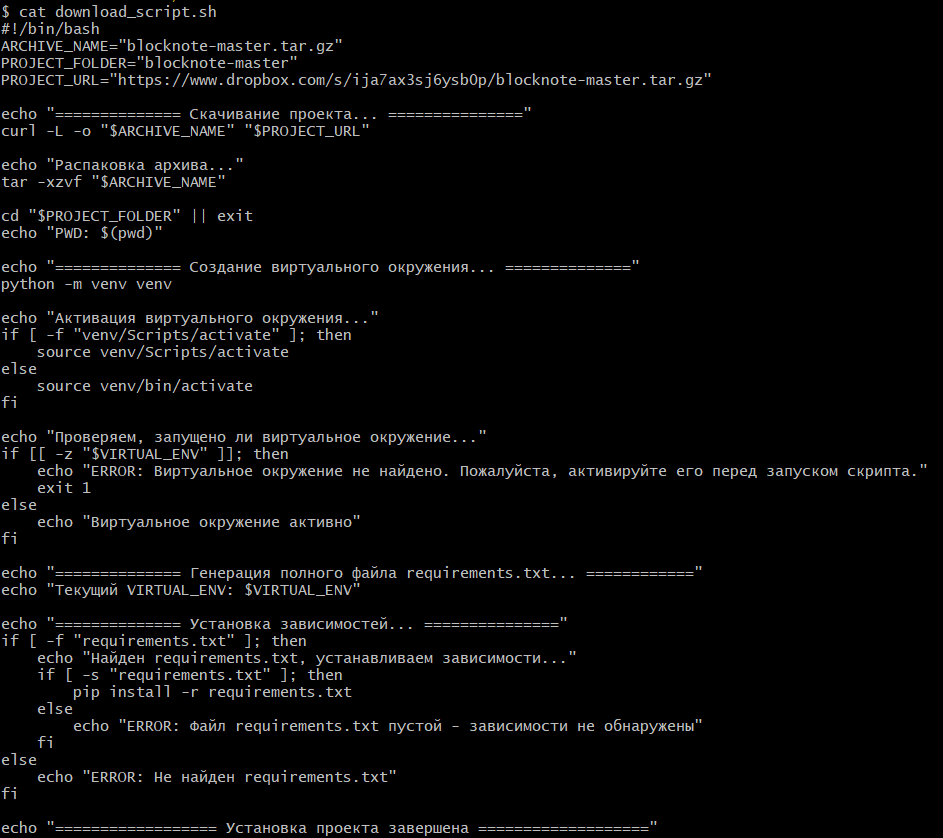 $ cat download_script.sh
#!/bin/bash
ARCHIVE_NAME="blocknote-master.tar.gz"
PROJECT_FOLDER="blocknote-master"
PROJECT_URL="https://www.dropbox.com/s/ija7ax3sj6ysb0p/blocknote-master.tar.gz"

echo "============== Скачивание проекта... ==============="
curl -L -o "$ARCHIVE_NAME" "$PROJECT_URL"

echo "Распаковка архива..."
tar -xzvf "$ARCHIVE_NAME"

cd "$PROJECT_FOLDER" || exit
echo "PWD: $(pwd)"

echo "============== Создание виртуального окружения... =============="
python -m venv venv

echo "Активация виртуального окружения..."
if [ -f "venv/Scripts/activate" ]; then
    source venv/Scripts/activate
else
    source venv/bin/activate
fi

echo "Проверяем, запущено ли виртуальное окружение..."
if [[ -z "$VIRTUAL_ENV" ]]; then
    echo "ERROR: Виртуальное окружение не найдено. Пожалуйста, активируйте его перед запуском скрипта."
    exit 1
else
    echo "Виртуальное окружение активно"
fi

echo "============== Генерация полного файла requirements.txt... ============"
echo "Текущий VIRTUAL_ENV: $VIRTUAL_ENV"

echo "============== Установка зависимостей... ==============="
if [ -f "requirements.txt" ]; then
    echo "Найден requirements.txt, устанавливаем зависимости..."
    if [ -s "requirements.txt" ]; then
        pip install -r requirements.txt
    else
        echo "ERROR: Файл requirements.txt пустой - зависимости не обнаружены"
    fi
else
    echo "ERROR: Не найден requirements.txt"
fi

echo "================== Установка проекта завершена ==================="